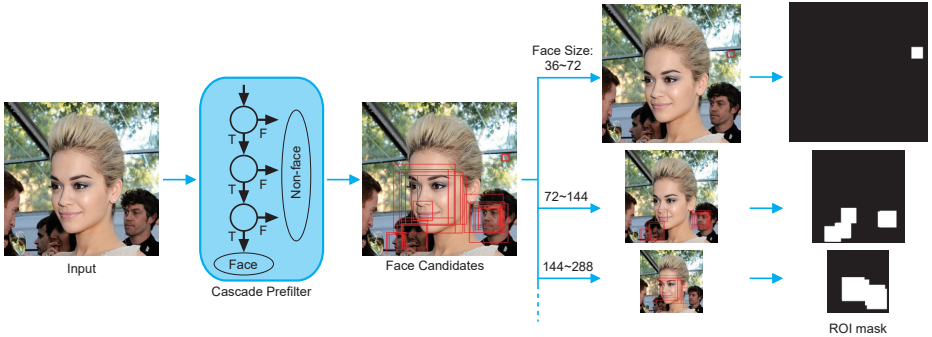 Input
T
F
T
F
T
F
Non-face
Face
Cascade Prefilter
Face Candidates
Face Size:
36~72
72~144
144~288
ROI mask